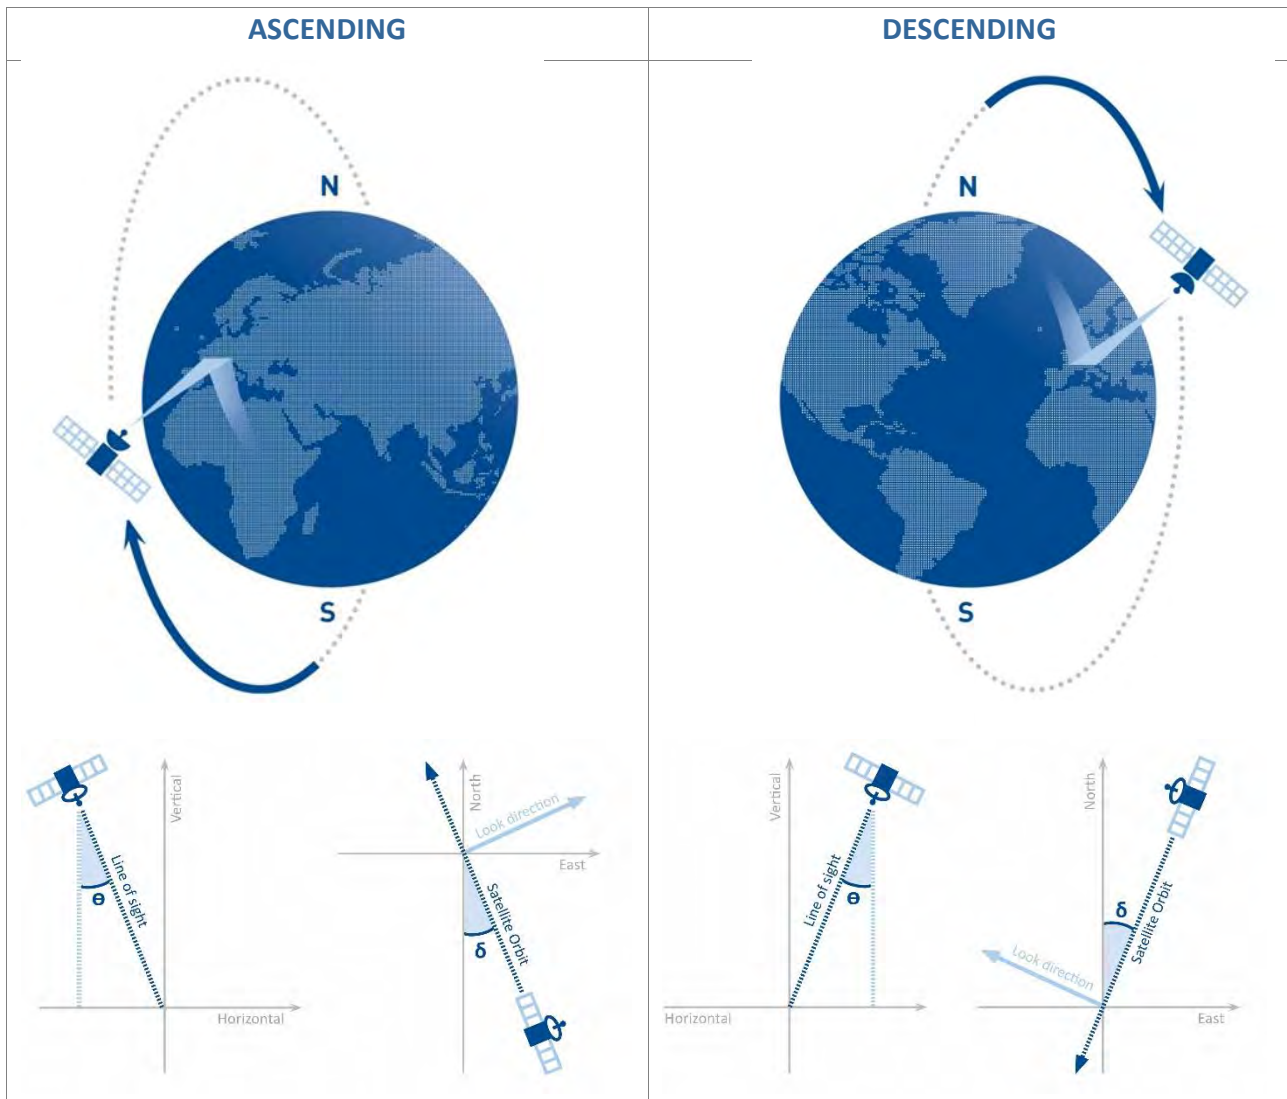 ASCENDING
DESCENDING
N
N
S
S
Vertical
Line of sight
ɵ
Horizontal
North
Look direction
East
Satellite Orbit
δ
Vertical
Line of sight
ɵ
Horizontal
North
δ
Satellite Orbit
Look direction
East